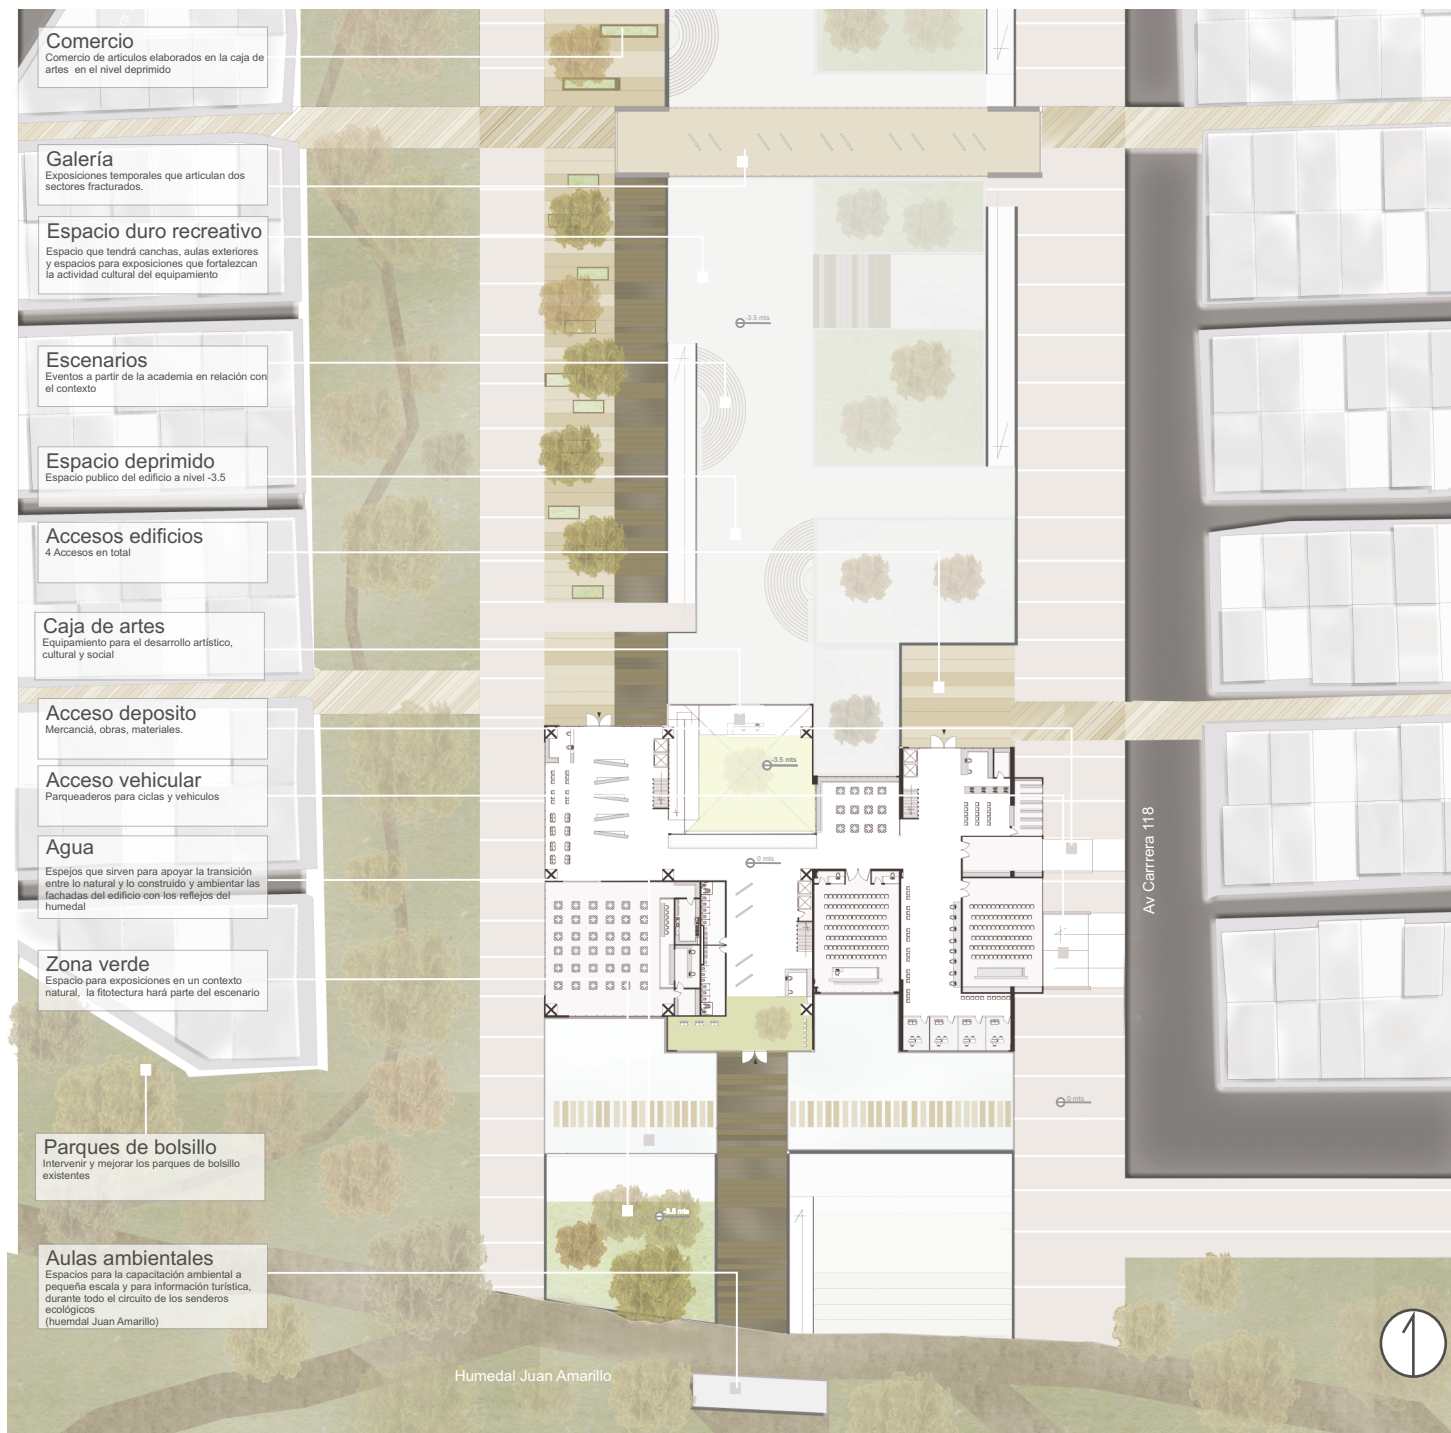 Comercio
Comercio de articulos elaborados en la caja de
artes en el nivel deprimido
Galería
Exposiciones temporales que articulan dos
sectores fracturados.
Espacio duro recreativo
Espacio que tendrá canchas, aulas exteriores
y espacios para exposiciones que fortalezcan
la actividad cultural del equipamiento
-3.5 mts
Escenarios
Eventos a partir de la academia en relación con
el contexto
Espacio deprimido
Espacio publico del edificio a nivel -3.5
Accesos edificios
4 Accesos en total
Caja de artes
Equipamiento para el desarrollo artístico,
cultural y social
Acceso deposito
Mercanciá, obras, materiales.
-3.5 mts
Acceso vehicular
Parqueaderos para ciclas y vehiculos
Av Carrrera 118
Agua
Espejos que sirven para apoyar la transición
entre lo natural y lo construido y ambientar las
fachadas del edificio con los reflejos del
humedal
0 mts
Zona verde
Espacio para exposiciones en un contexto
natural, la fitotectura hará parte del escenario
0 mts
Parques de bolsillo
Intervenir y mejorar los parques de bolsillo
existentes
-3.5 mts
Aulas ambientales
Espacios para la capacitación ambiental a
pequeña escala y para información turística,
durante todo el circuito de los senderos
ecológicos
(huemdal Juan Amarillo)
Humedal Juan Amarillo